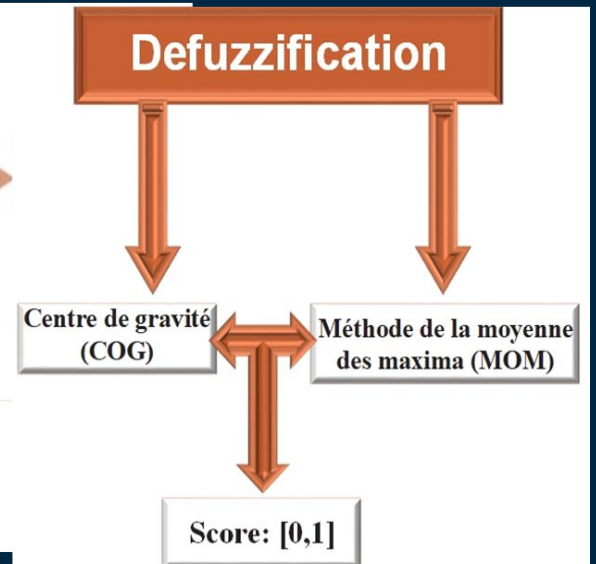 Defuzzification
Centre de gravité
(COG)
Méthode de la moyenne
des maxima (MOM)
Score: [0,1]